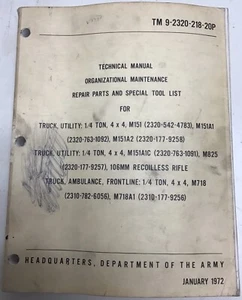 TM 9-2320-218-20P
TECHNICAL MANUAL
ORGANIZATIONAL MAINTENANCE
REPAIR PARTS AND SPECIAL TOOL LIST
FOR
TRUCK, UTILITY: 1/4 TON, 4 x 4, M151 (2320-542-4783), M151A1
(2320-763-1092), M151A2 (2320-177-9258)
TRUCK, UTILITY: 1/4 TON, 4 x 4, M151A1C (2320-763-1091), M825
(2320-177-9257), 106MM RECOILLESS RIFLE
TRUCK, AMBULANCE, FRONTLINE: 1/4 TON, 4 x 4, M718
(2310-782-6056), M718A1 (2310-177-9256)
HEADQUARTERS, DEPARTMENT OF THE ARMY
JANUARY 1972